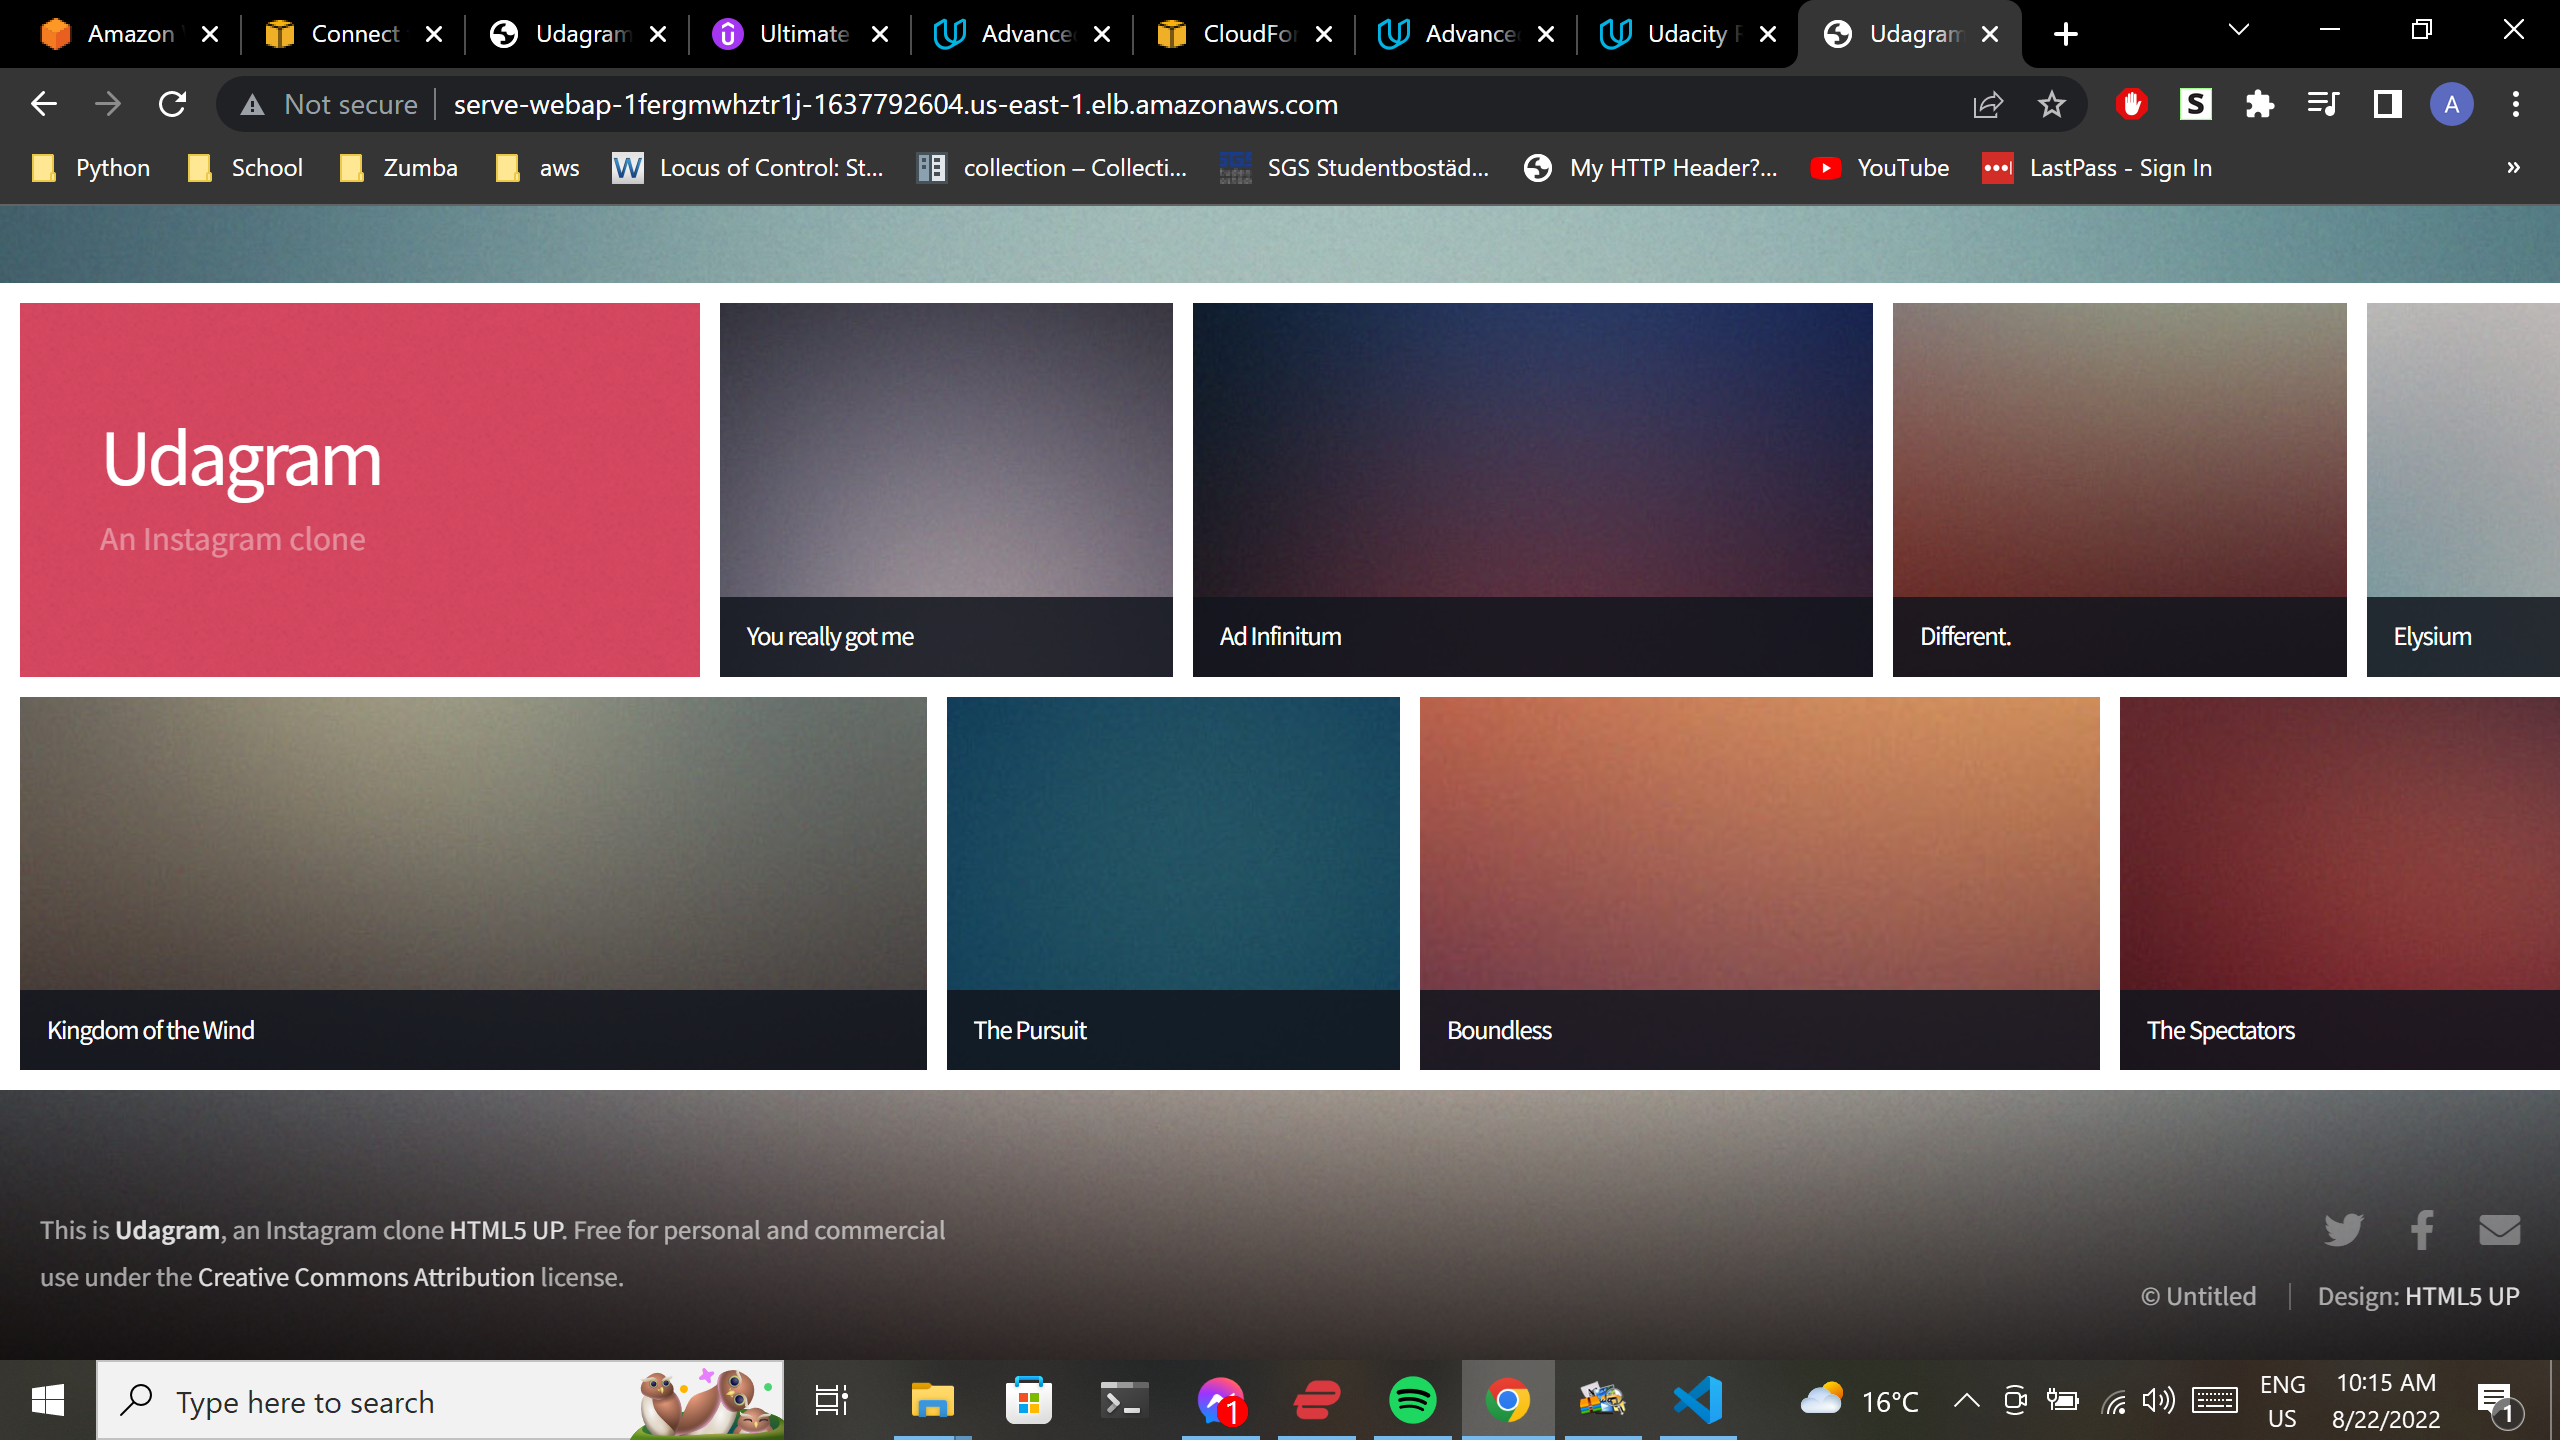 Amazon
Connect
Udagram
Ultimate
Advance
CloudFor
Advance
Udacity
Udagram
Not secure
serve-webap-1fergmwhztr1j-1637792604.us-east-1.elb.amazonaws.com
S
A
Python
School
Zumba
aws
W
Locus of Control: St...
collection – Collecti...
SGS Studentbostäd...
My HTTP Header?...
YouTube
LastPass - Sign In
»
Udagram
An Instagram clone
You really got me
Ad Infinitum
Different.
Elysium
Kingdom of the Wind
The Pursuit
Boundless
The Spectators
This is Udagram, an Instagram clone HTML5 UP. Free for personal and commercial
use under the Creative Commons Attribution license.
© Untitled
Design: HTML5 UP
Type here to search
1
16°C
ENG
US
10:15 AM
8/22/2022
1